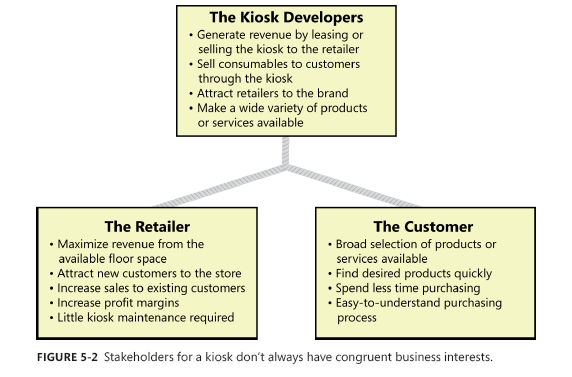 The Kiosk Developers
• Generate revenue by leasing or
selling the kiosk to the retailer
• Sell consumables to customers
through the kiosk
• Attract retailers to the brand
• Make a wide variety of products
or services available
The Retailer
• Maximize revenue from the
available floor space
• Attract new customers to the store
• Increase sales to existing customers
• Increase profit margins
• Little kiosk maintenance required
The Customer
• Broad selection of products or
services available
• Find desired products quickly
• Spend less time purchasing
• Easy-to-understand purchasing
process
FIGURE 5-2 Stakeholders for a kiosk don't always have congruent business interests.